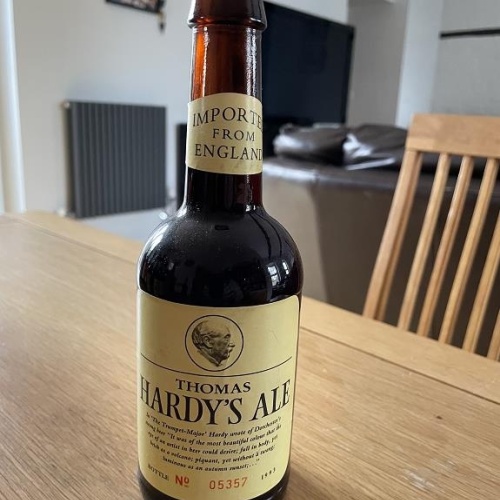 IMPORTE
FROM
ENGLAND
THOMAS
HARDY'S ALE
In 'The Trumpet-Major' Hardy wrote of Dorchester's
strong beer "It was of the most beautiful colour that the
eye of an artist in beer could desire; full in body, yet
brisk as a volcano; piquant, yet without a twang;
luminous as an autumn sunset;..."
BOTTLE No 05357